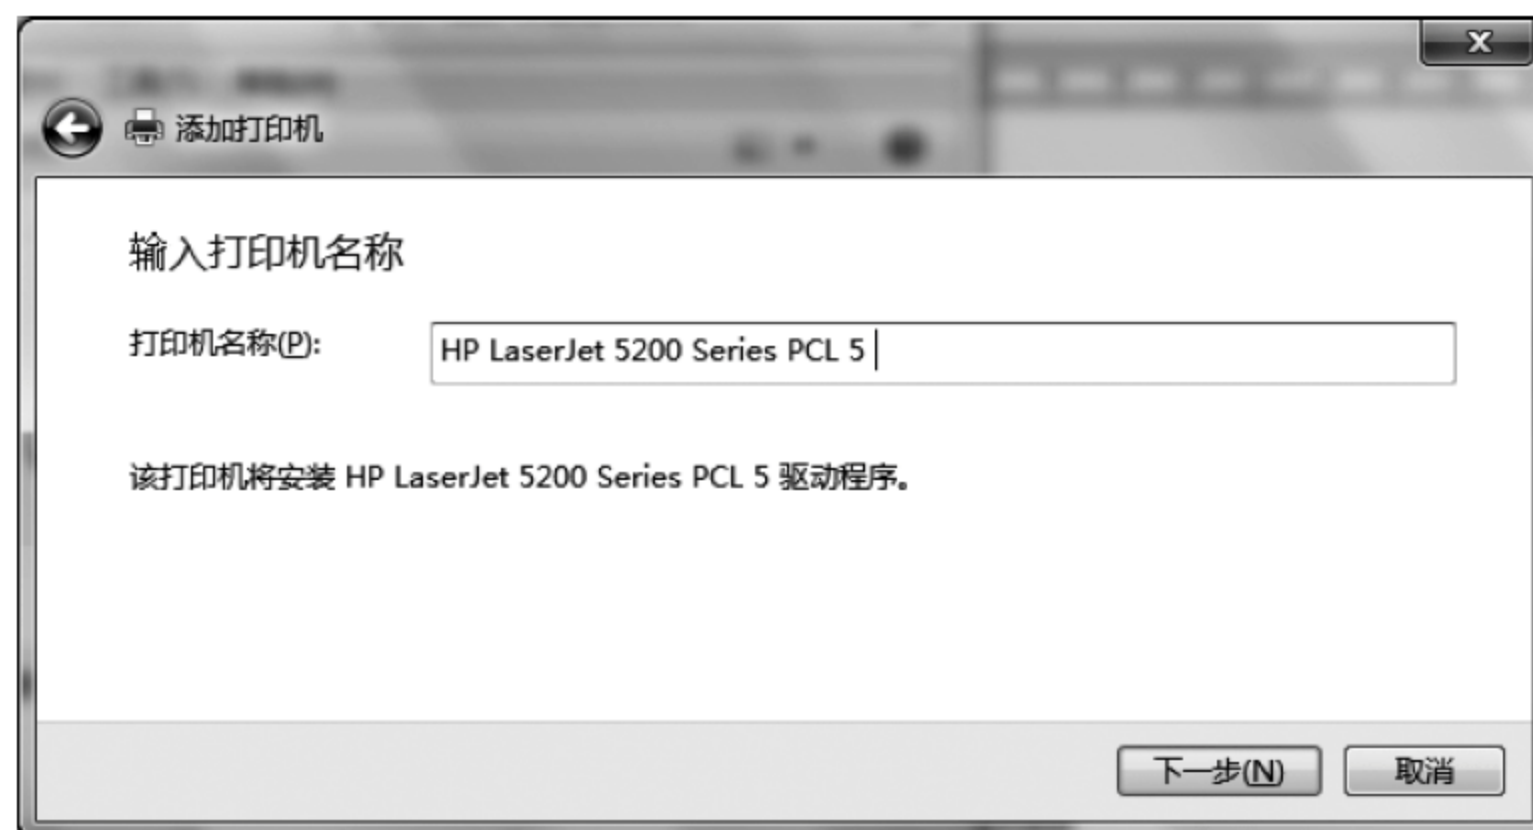 添加打印机
输入打印机名称
打印机名称(P): HP LaserJet 5200 Series PCL 5
该打印机将安装 HP LaserJet 5200 Series PCL 5 驱动程序。
下一步(N) 取消